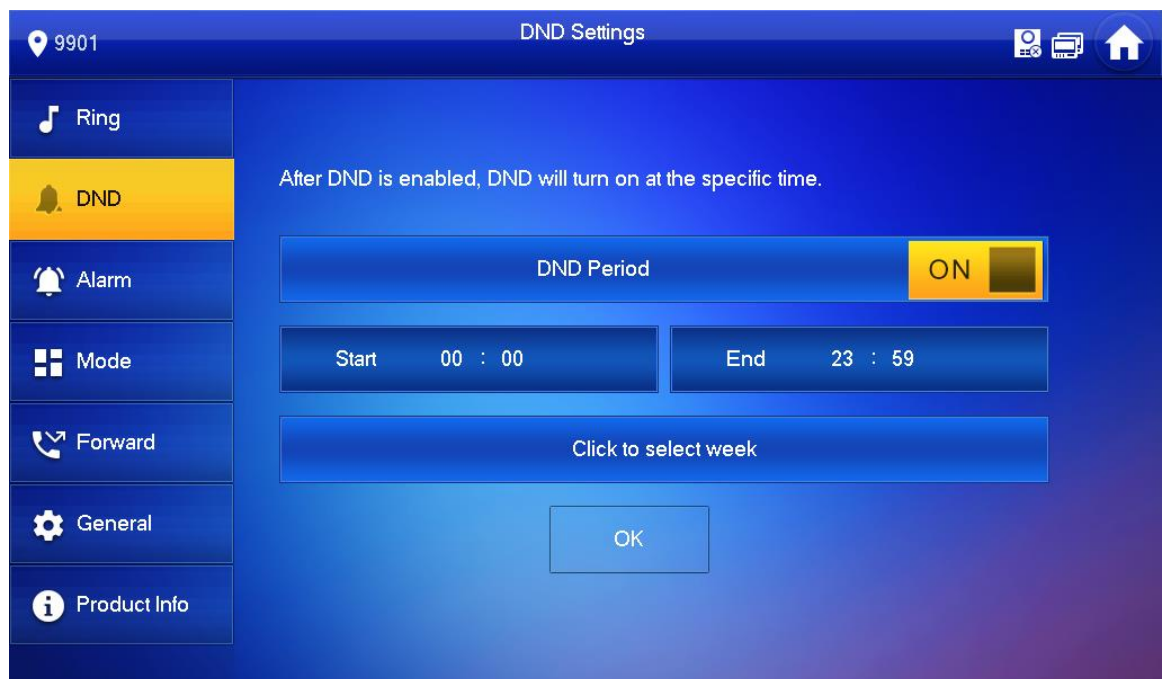 9901
DND Settings
Ring
DND
Alarm
Mode
Forward
General
Product Info
After DND is enabled, DND will turn on at the specific time.
DND Period
ON
Start 00 : 00
End 23 : 59
Click to select week
OK